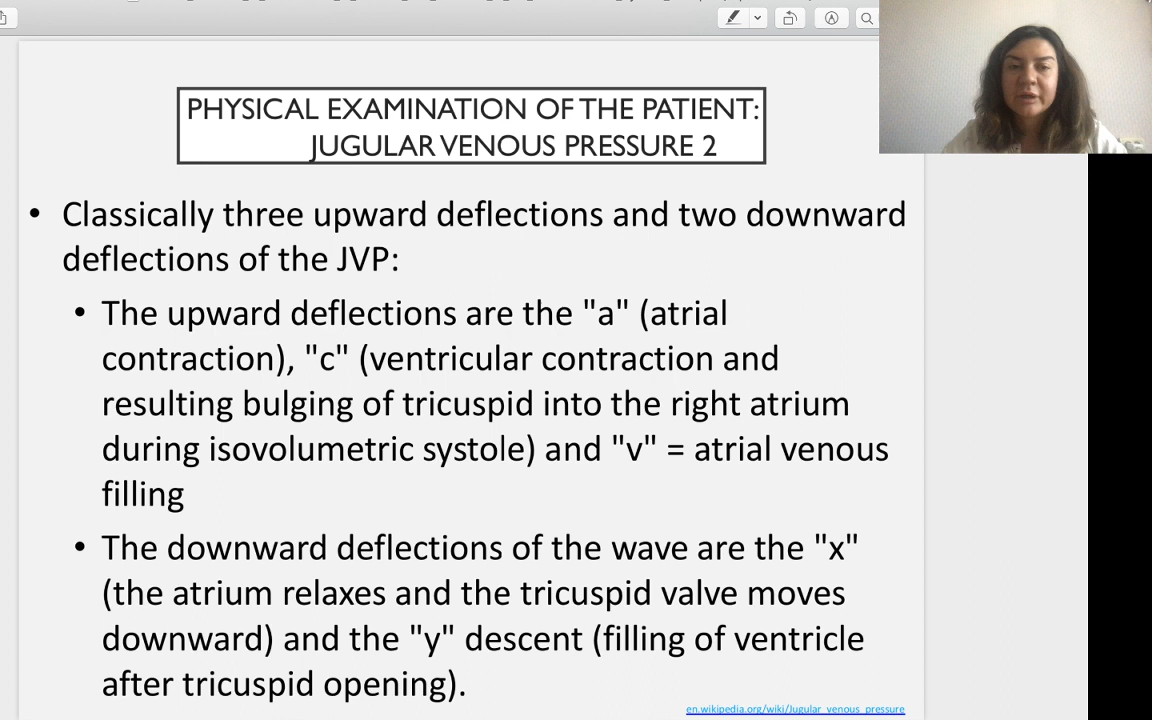 PHYSICAL EXAMINATION OF THE PATIENT:
JUGULAR VENOUS PRESSURE 2
• Classically three upward deflections and two downward
deflections of the JVP:
• The upward deflections are the "a" (atrial
contraction), "c" (ventricular contraction and
resulting bulging of tricuspid into the right atrium
during isovolumetric systole) and "v" = atrial venous
filling
• The downward deflections of the wave are the "x"
(the atrium relaxes and the tricuspid valve moves
downward) and the "y" descent (filling of ventricle
after tricuspid opening).
en.wikipedia.org/wiki/Jugular_venous_pressure